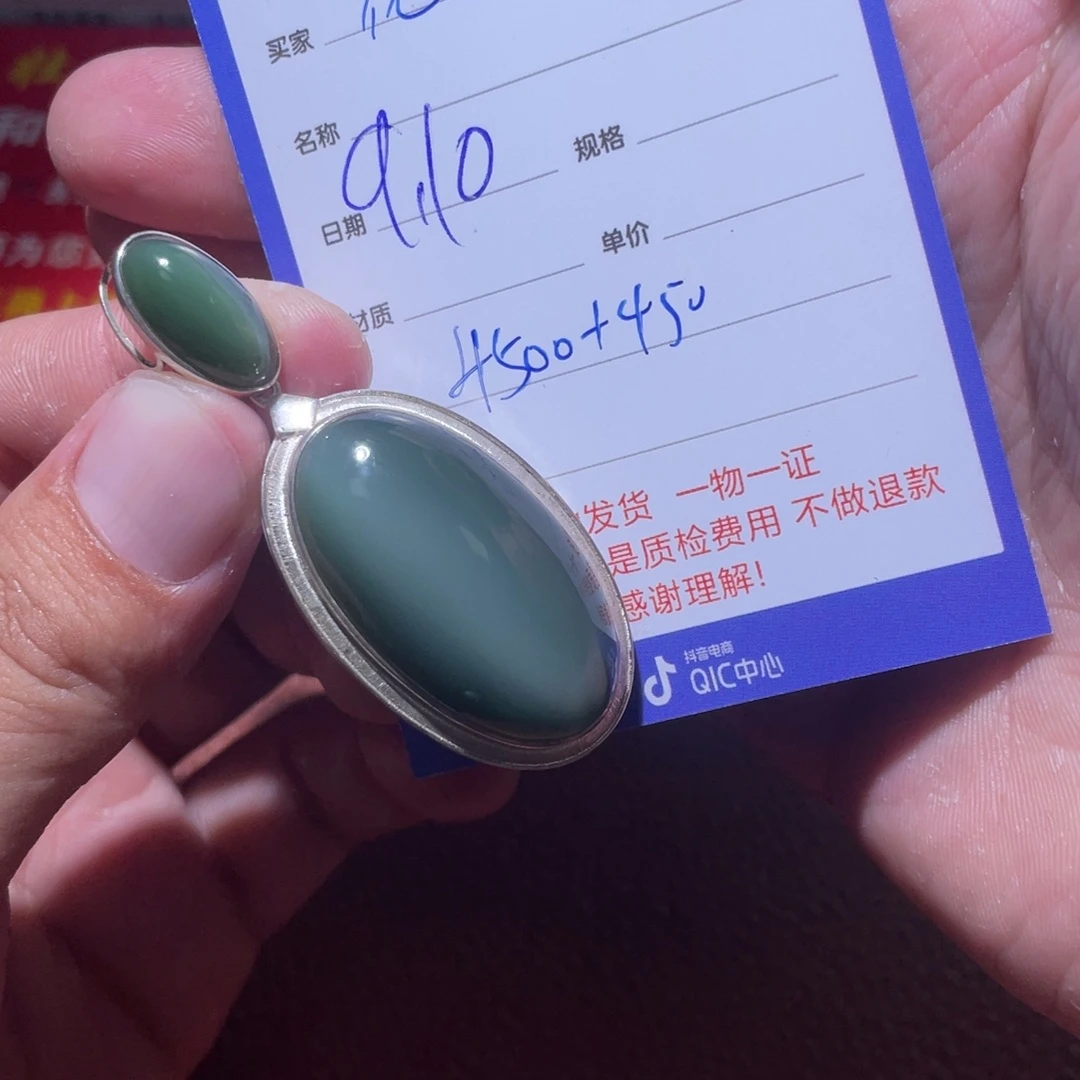 买家
名称
9.10
规格
日期
单价
材质
4500+450
发货 一物一证
是质检费用 不做退款
感谢理解!
抖音电商
QIC中心